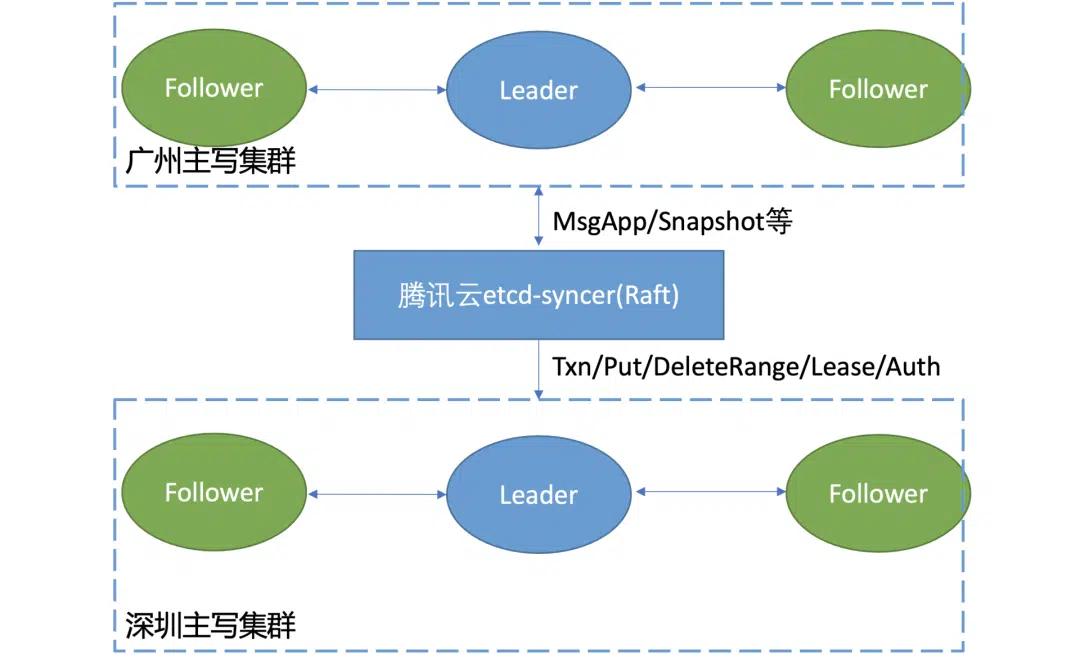 Follower
Leader
Follower
广州主写集群
MsgApp/Snapshot等
腾讯云etcd-syncer(Raft)
Txn/Put/DeleteRange/Lease/Auth
Follower
Leader
Follower
深圳主写集群